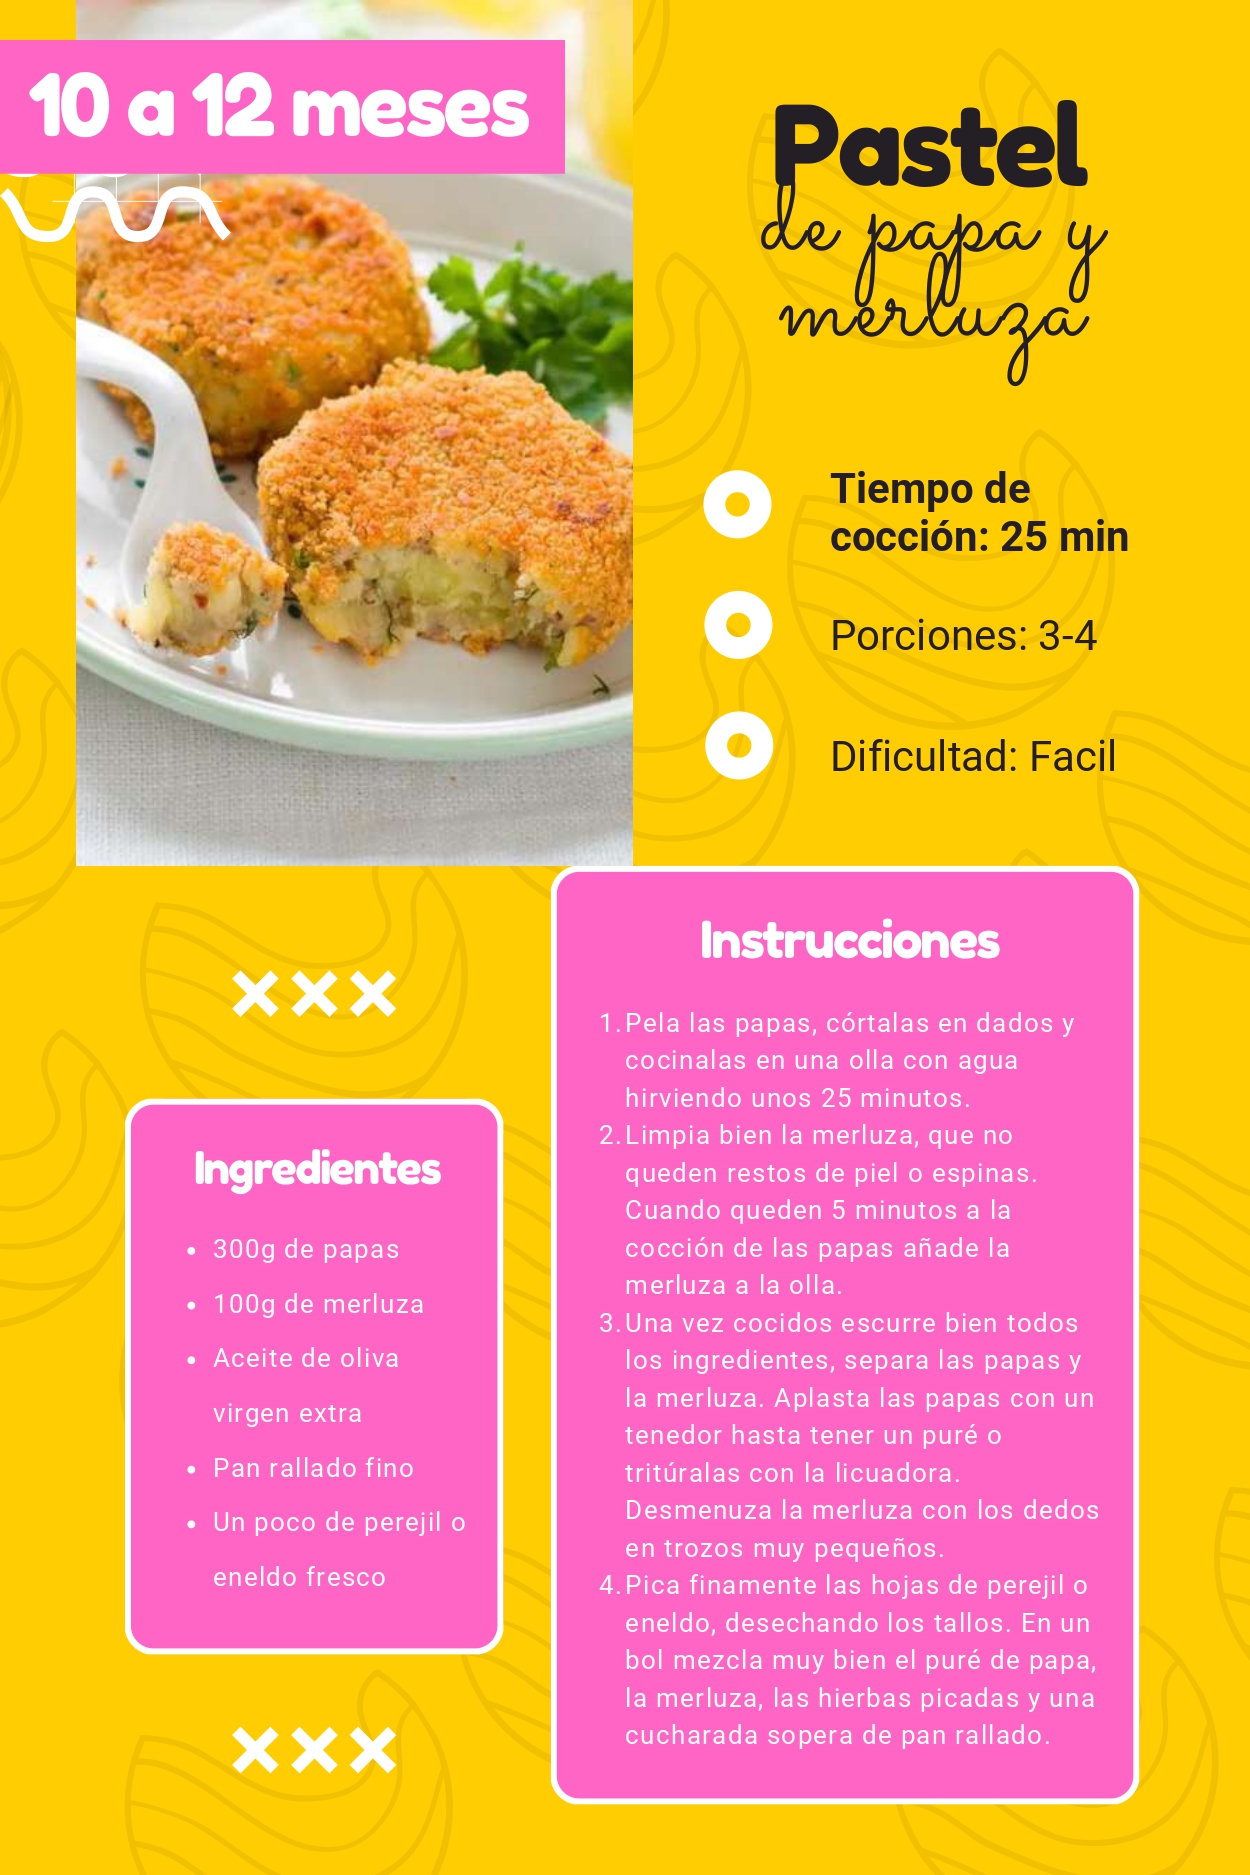 10 a 12 meses
Pastel
de papa y
merluza
Tiempo de
cocción: 25 min
Porciones: 3-4
Dificultad: Facil
Ingredientes
• 300g de papas
• 100g de merluza
• Aceite de oliva
virgen extra
• Pan rallado fino
• Un poco de perejil o
eneldo fresco
Instrucciones
1. Pela las papas, córtalas en dados y
cocinalas en una olla con agua
hirviendo unos 25 minutos.
2. Limpia bien la merluza, que no
queden restos de piel o espinas.
Cuando queden 5 minutos a la
cocción de las papas añade la
merluza a la olla.
3. Una vez cocidos escurre bien todos
los ingredientes, separa las papas y
la merluza. Aplasta las papas con un
tenedor hasta tener un puré o
tritúralas con la licuadora.
Desmenuza la merluza con los dedos
en trozos muy pequeños.
4. Pica finamente las hojas de perejil o
eneldo, desechando los tallos. En un
bol mezcla muy bien el puré de papa,
la merluza, las hierbas picadas y una
cucharada sopera de pan rallado.